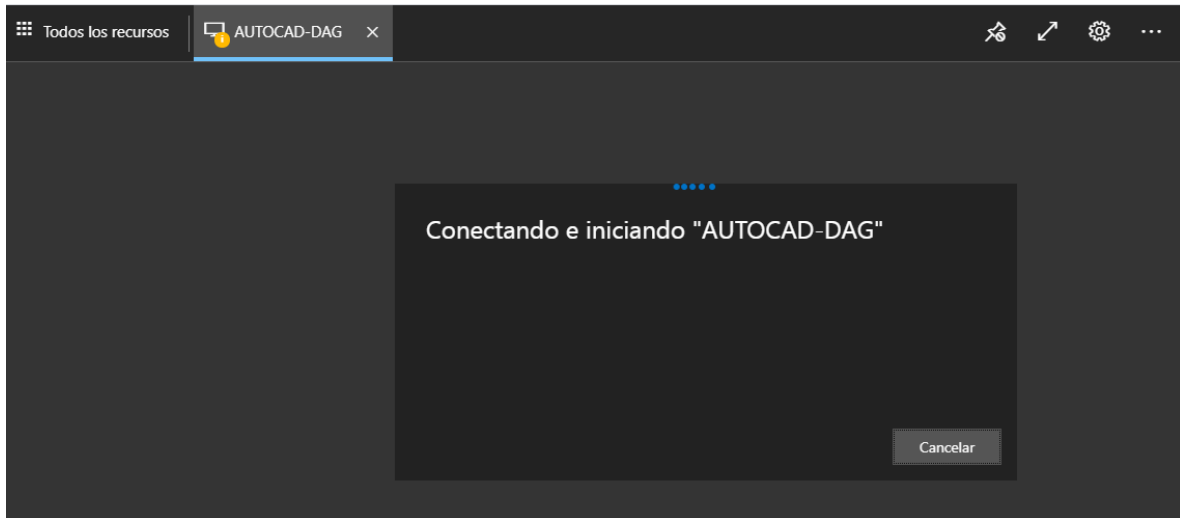 Todos los recursos
AUTOCAD-DAG
Conectando e iniciando "AUTOCAD-DAG"
Cancelar